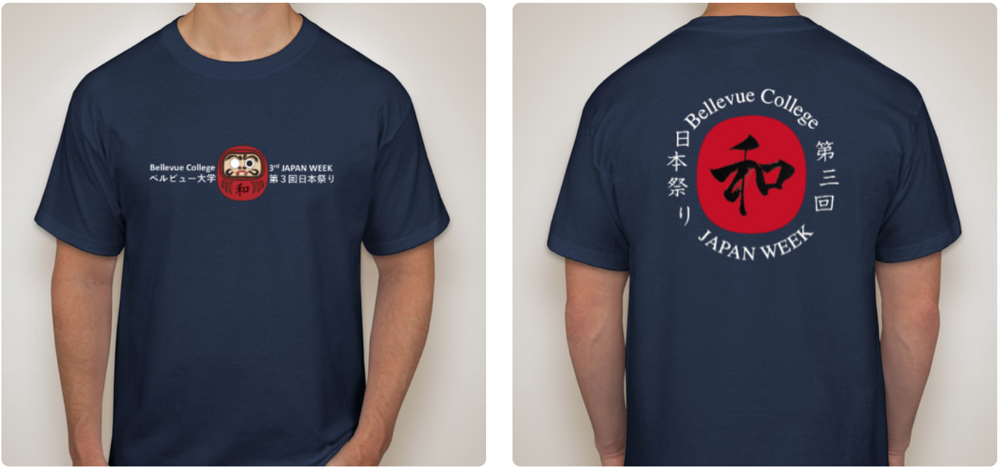 Bellevue College
ベルビュー大学
和
3rd JAPAN WEEK
第３回日本祭り
Bellevue College
第三回
日本祭り
和
JAPAN WEEK